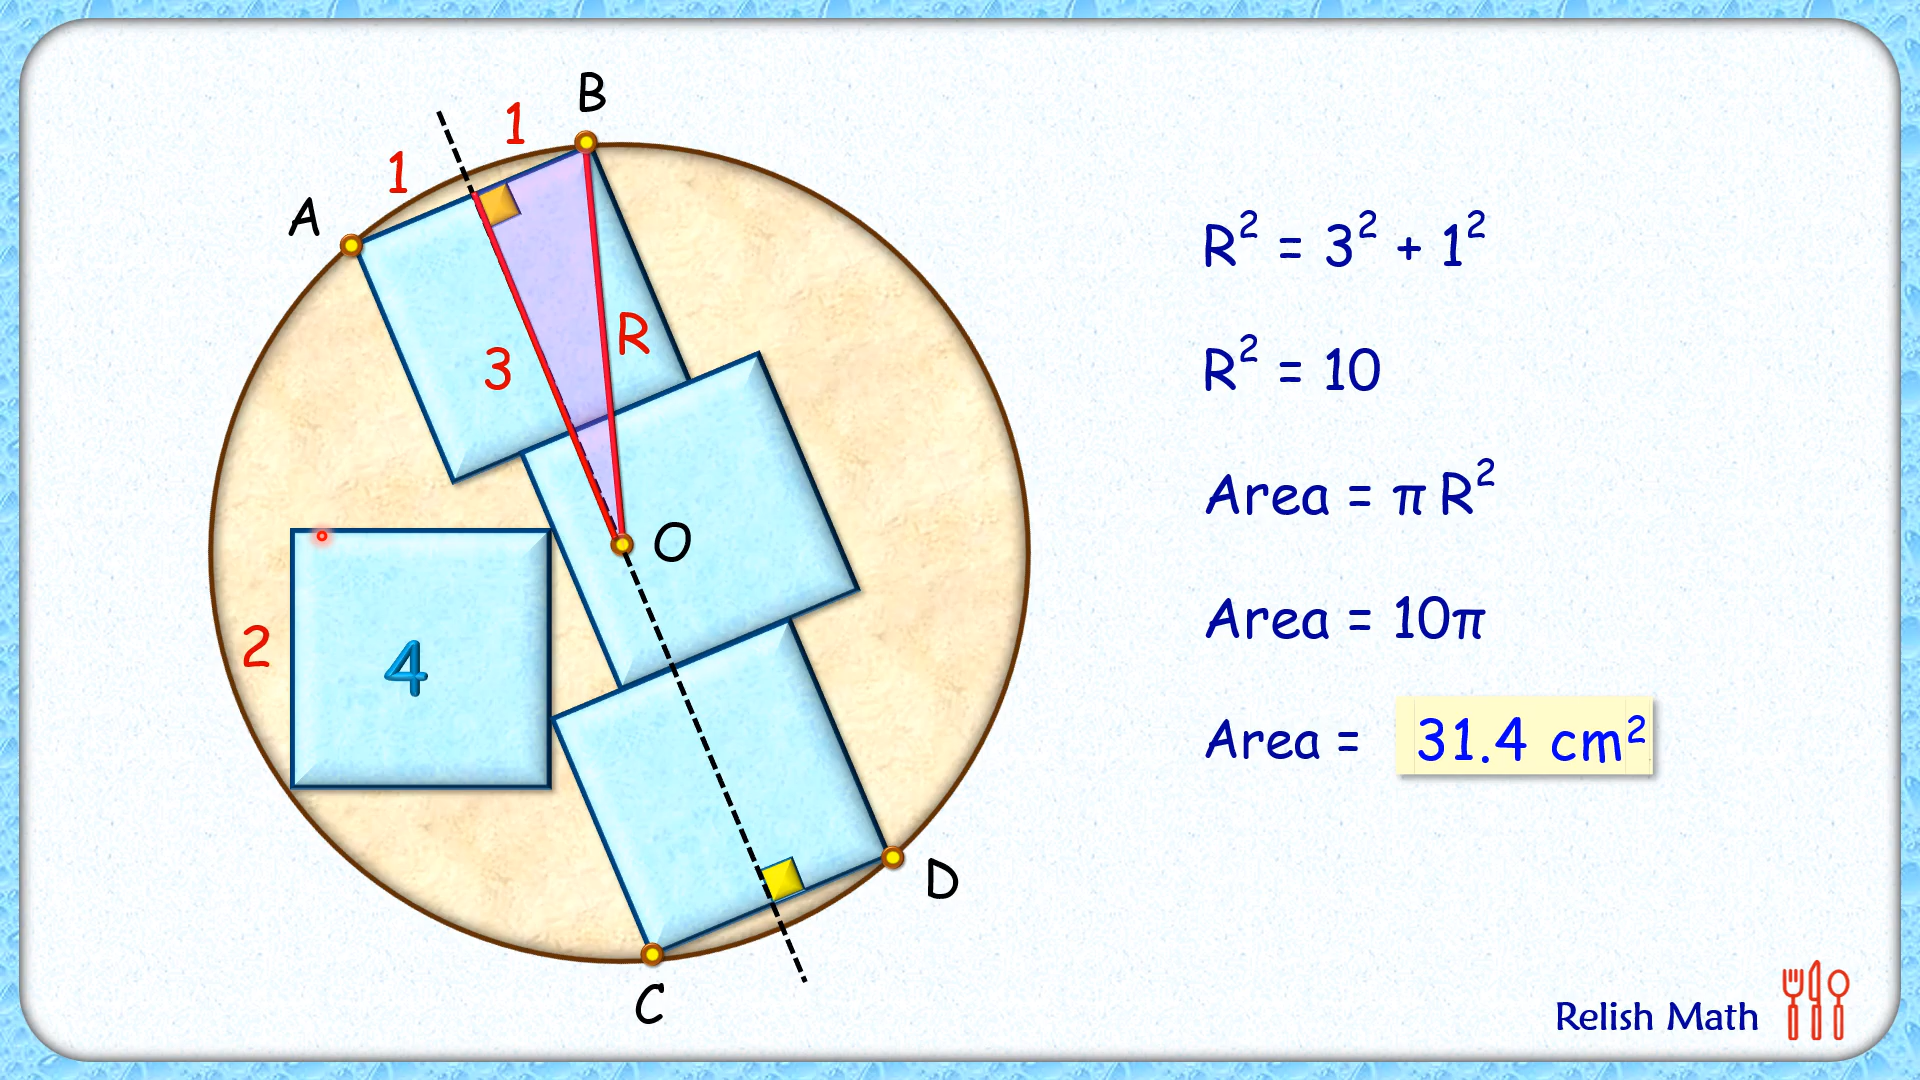 B
1
1
A
R² = 3² + 1²
R
3
R² = 10
Area = π R²
O
2
4
Area = 10π
Area = 31.4 cm²
D
C
Relish Math